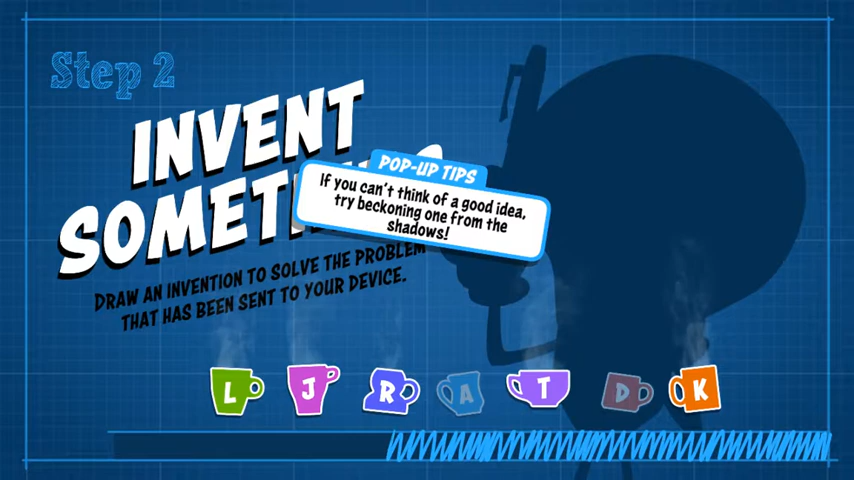 Step 2
INVENT
POP-UP TIPS
If you can't think of a good idea,
try beckoning one from the
shadows!
DRAW AN INVENTION TO SOLVE THE PROBLEM
THAT HAS BEEN SENT TO YOUR DEVICE.
L J R A T D K